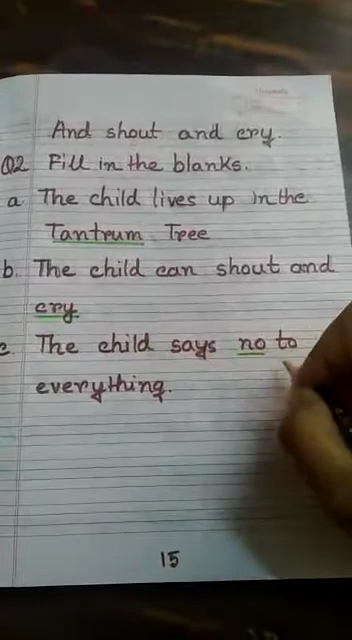 And shout and cry.
Q2 Fill in the blanks.
a. The child lives up in the
Tantrum Tree
b. The child can shout and
cry.
c. The child says no to
everything.
15